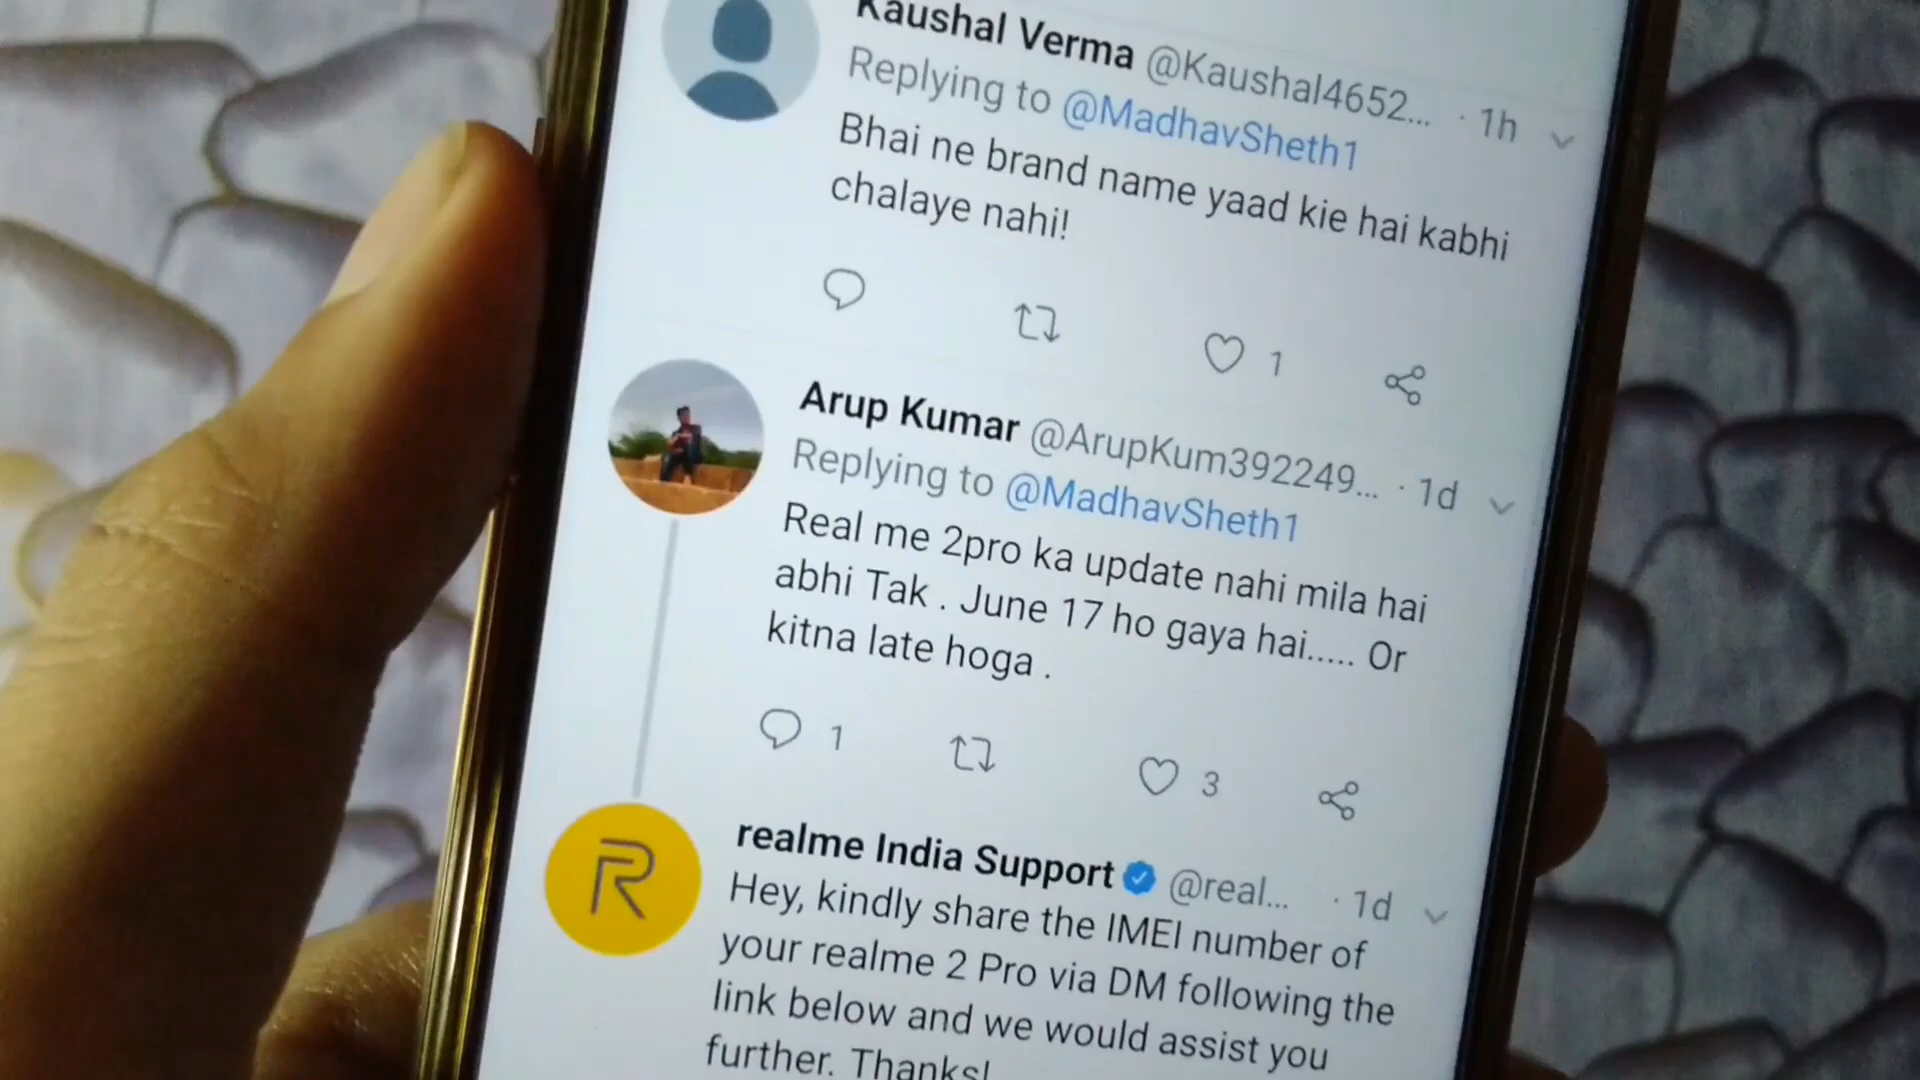 Kaushal Verma @Kaushal4652... · 1h
Replying to @MadhavSheth1
Bhai ne brand name yaad kie hai kabhi
chalaye nahi!
1
Arup Kumar @ArupKum392249... · 1d
Replying to @MadhavSheth1
Real me 2pro ka update nahi mila hai
abhi Tak . June 17 ho gaya hai..... Or
kitna late hoga .
1 3
realme India Support @real... · 1d
Hey, kindly share the IMEI number of
your realme 2 Pro via DM following the
link below and we would assist you
further. Thanks!